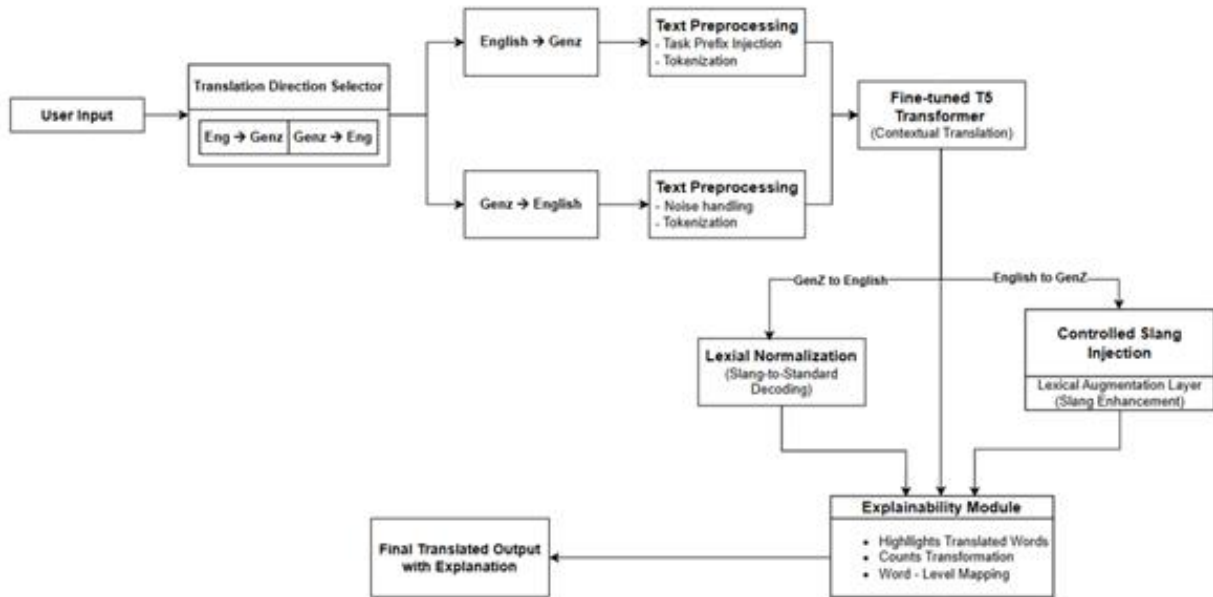 User Input
Translation Direction Selector
Eng → Genz
Genz → Eng
English → Genz
Text Preprocessing
- Task Prefix Injection
- Tokenization
Genz → English
Text Preprocessing
- Noise handling
- Tokenization
Fine-tuned T5
Transformer
(Contextual Translation)
GenZ to English
English to GenZ
Lexial Normalization
(Slang-to-Standard
Decoding)
Controlled Slang
Injection
Lexical Augmentation Layer
(Slang Enhancement)
Explainability Module
• Highllights Translated Words
• Counts Transformation
• Word - Level Mapping
Final Translated Output
with Explanation